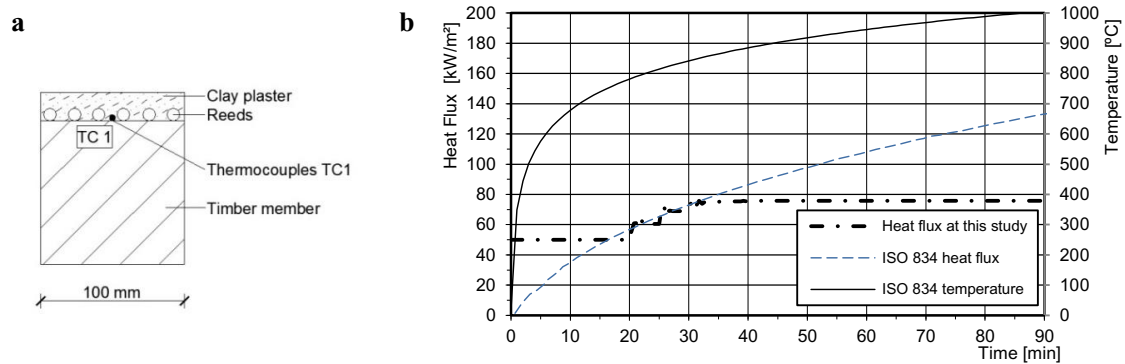 a
Clay plaster
Reeds
TC 1
Thermocouples TC1
Timber member
100 mm
b
Heat Flux [kW/m²]
200
180
160
140
120
100
80
60
40
20
0
1000
900
800
700
600
500
400
300
200
100
0
Temperature [ºC]
Heat flux at this study
ISO 834 heat flux
ISO 834 temperature
0 10 20 30 40 50 60 70 80 90
Time [min]